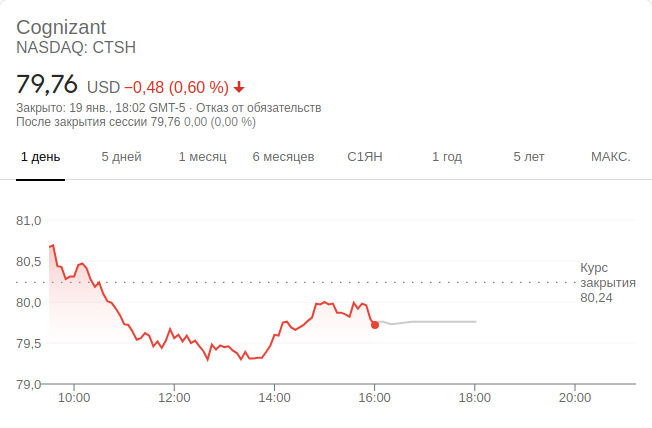 Cognizant
NASDAQ: CTSH
79,76 USD −0,48 (0,60 %)
Закрыто: 19 янв., 18:02 GMT-5 · Отказ от обязательств
После закрытия сессии 79,76 0,00 (0,00 %)
1 день 5 дней 1 месяц 6 месяцев С1ЯН 1 год 5 лет МАКС.
81,0
80,5
Курс
закрытия
80,24
80,0
79,5
79,0
10:00 12:00 14:00 16:00 18:00 20:00